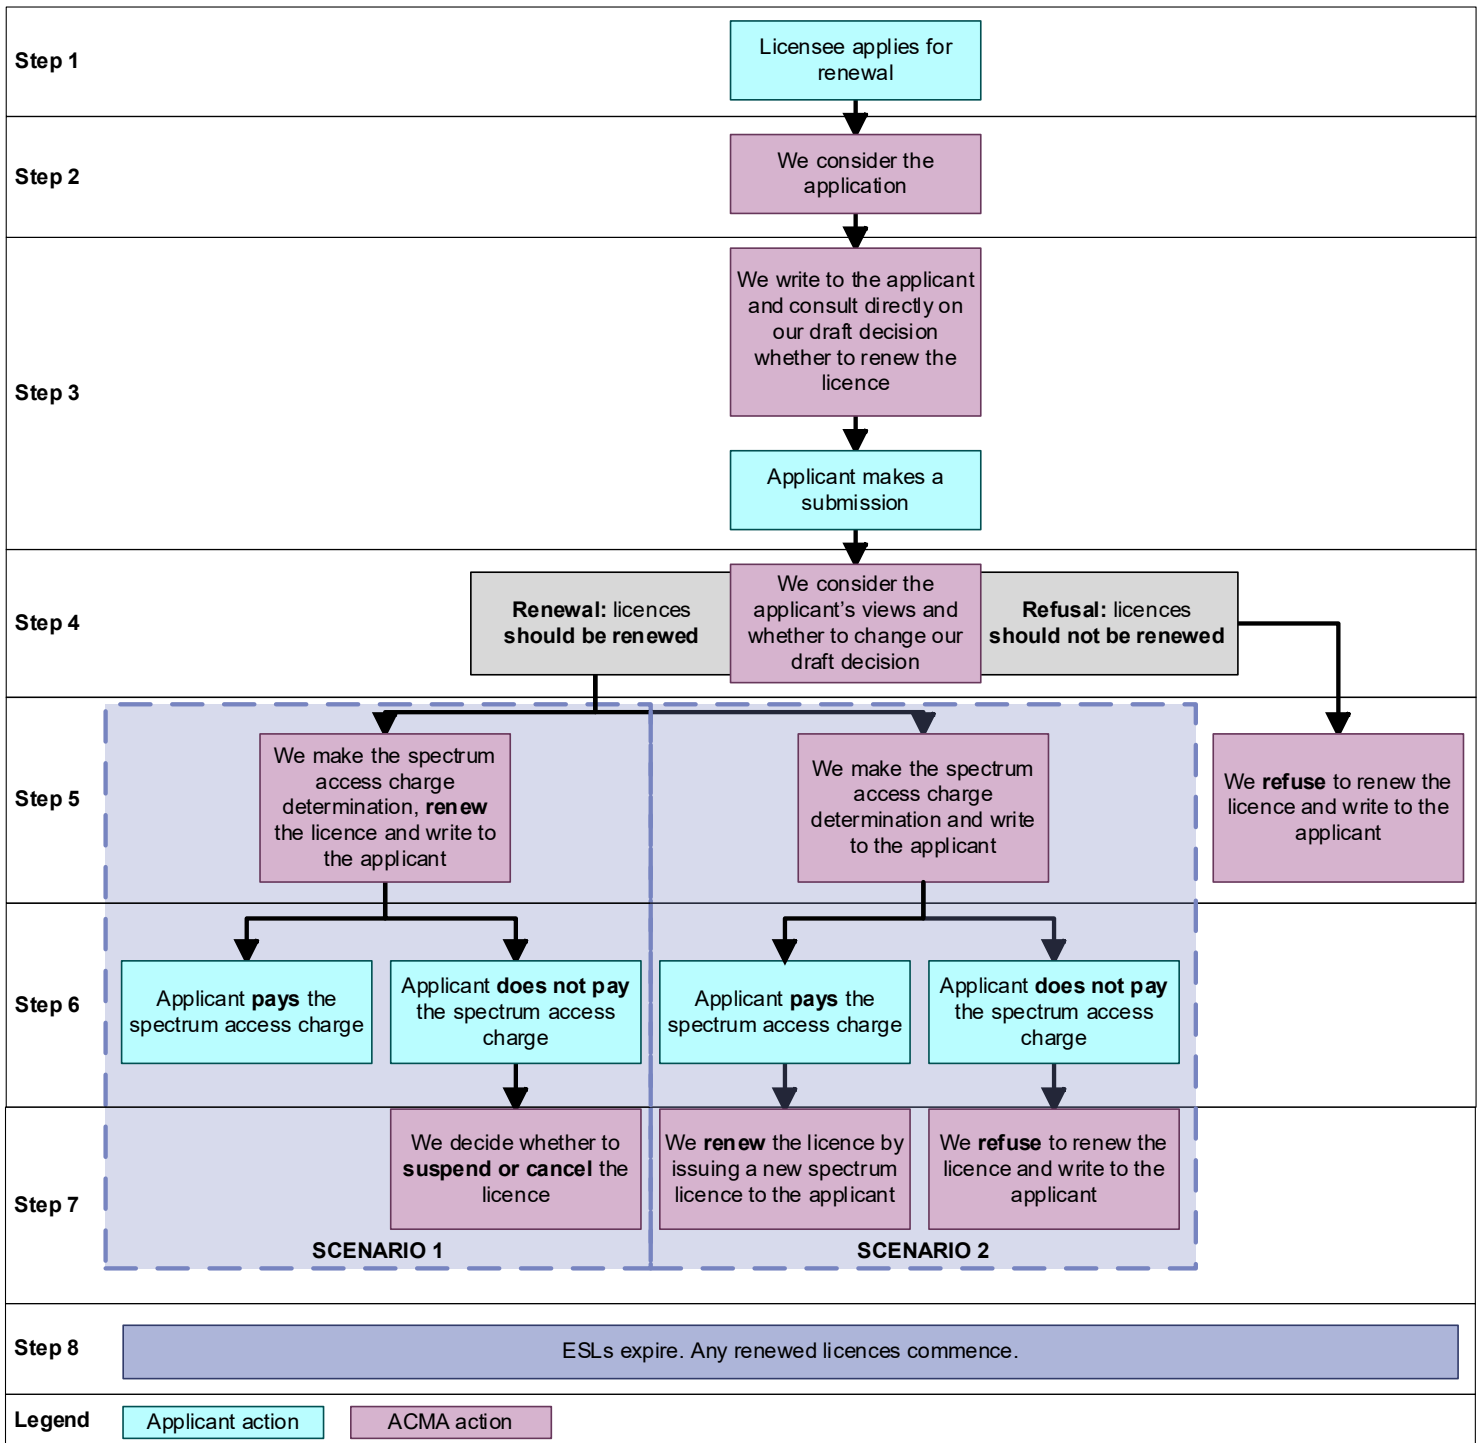 Step 1
Licensee applies for
renewal
Step 2
We consider the
application
Step 3
We write to the applicant
and consult directly on
our draft decision
whether to renew the
licence
Applicant makes a
submission
Step 4
Renewal: licences
should be renewed
We consider the
applicant's views and
whether to change our
draft decision
Refusal: licences
should not be renewed
Step 5
We make the spectrum
access charge
determination, renew
the licence and write to
the applicant
We make the spectrum
access charge
determination and write
to the applicant
We refuse to renew the
licence and write to the
applicant
Step 6
Applicant pays the
spectrum access charge
Applicant does not pay
the spectrum access
charge
Applicant pays the
spectrum access charge
Applicant does not pay
the spectrum access
charge
Step 7
We decide whether to
suspend or cancel the
licence
We renew the licence by
issuing a new spectrum
licence to the applicant
We refuse to renew the
licence and write to the
applicant
SCENARIO 1
SCENARIO 2
Step 8
ESLs expire. Any renewed licences commence.
Legend
Applicant action
ACMA action